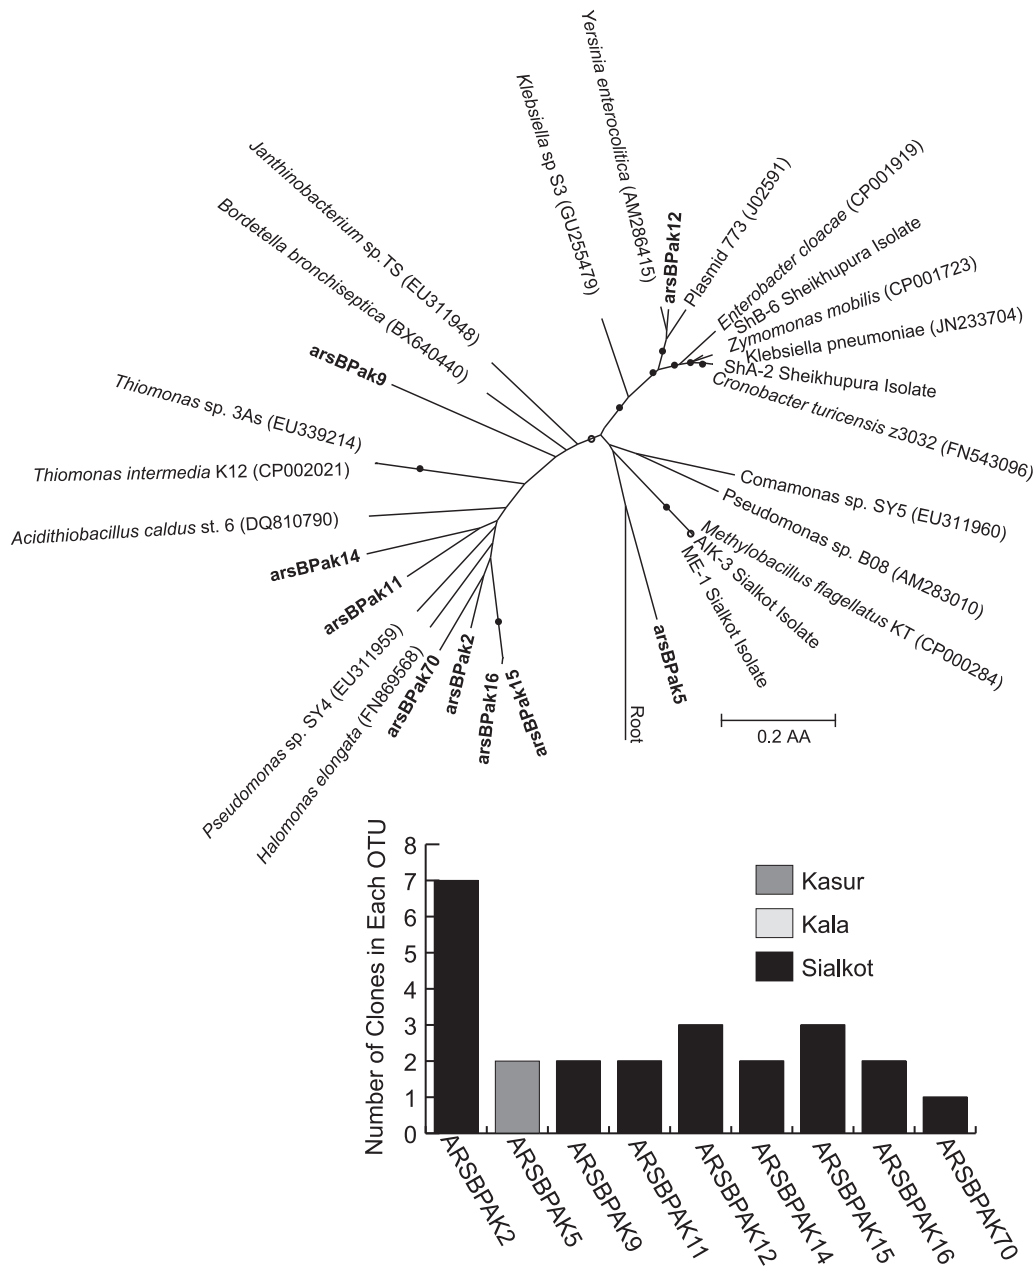 Yersinia enterocolitica (AM286415)
Klebsiella sp S3 (GU255479)
Janthinobacterium sp.TS (EU311948)
Bordetella bronchiseptica (BX640440)
arsBPak12
Plasmid 773 (J02591)
Enterobacter cloacae (CP001919)
ShB-6 Sheikhupura Isolate
Zymomonas mobilis (CP001723)
Klebsiella pneumoniae (JN233704)
ShA-2 Sheikhupura Isolate
Cronobacter turicensis z3032 (FN543096)
arsBPak9
Thiomonas sp. 3As (EU339214)
Thiomonas intermedia K12 (CP002021)
Acidithiobacillus caldus st. 6 (DQ810790)
arsBPak14
arsBPak11
Pseudomonas sp. SY4 (EU311959)
Halomonas elongata (FN869568)
arsBPak70
arsBPak2
arsBPak16
arsBPak15
Comamonas sp. SY5 (EU311960)
Pseudomonas sp. B08 (AM283010)
Methylobacillus flagellatus KT (CP000284)
AIK-3 Sialkot Isolate
ME-1 Sialkot Isolate
arsBPak5
Root
0.2 AA
Number of Clones in Each OTU
8
7
6
5
4
3
2
1
0
Kasur
Kala
Sialkot
ARSBPAK2
ARSBPAK5
ARSBPAK9
ARSBPAK11
ARSBPAK12
ARSBPAK14
ARSBPAK15
ARSBPAK16
ARSBPAK70